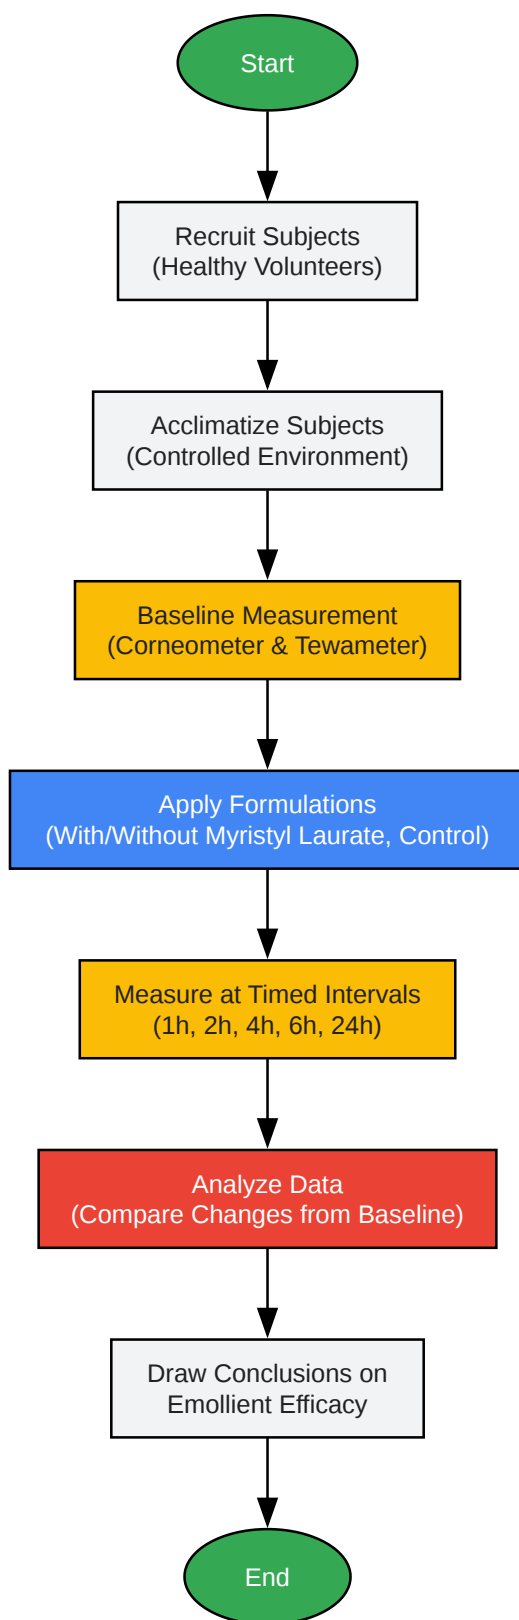 Start
Recruit Subjects
(Healthy Volunteers)
Acclimatize Subjects
(Controlled Environment)
Baseline Measurement
(Corneometer & Tewameter)
Apply Formulations
(With/Without Myristyl Laurate, Control)
Measure at Timed Intervals
(1h, 2h, 4h, 6h, 24h)
Analyze Data
(Compare Changes from Baseline)
Draw Conclusions on
Emollient Efficacy
End